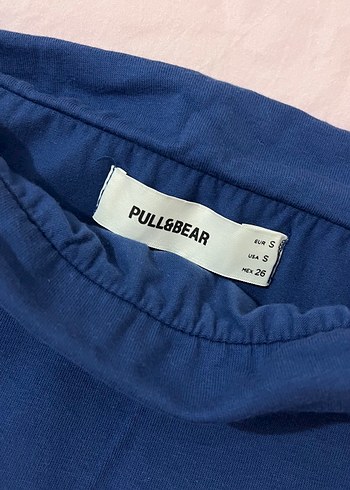 PULL&BEAR
EUR S
USA S
MEX 26